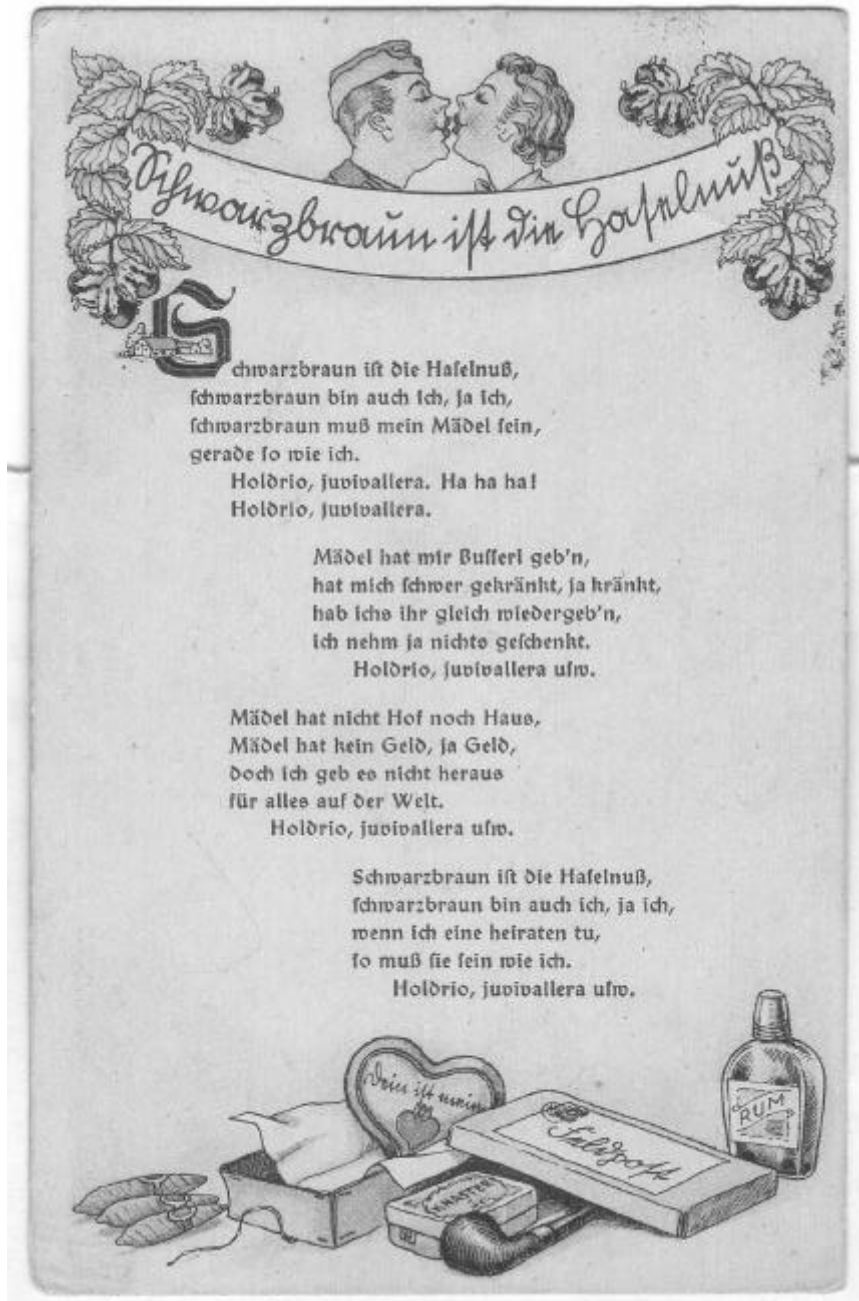 Schwarzbraun ist die Haselnuß
Schwarzbraun ist die Haselnuß,
schwarzbraun bin auch ich, ja ich,
schwarzbraun muß mein Mädel sein,
gerade so wie ich.
Holdrio, juvivallera. Ha ha ha!
Holdrio, juvivallera.
Mädel hat mir Busserl geb'n,
hat mich schwer gekränkt, ja kränkt,
hab ichs ihr gleich wiedergeb'n,
ich nehm ja nichts geschenkt.
Holdrio, juvivallera usw.
Mädel hat nicht Hof noch Haus,
Mädel hat kein Geld, ja Geld,
doch ich geb es nicht heraus
für alles auf der Welt.
Holdrio, juvivallera usw.
Schwarzbraun ist die Haselnuß,
schwarzbraun bin auch ich, ja ich,
wenn ich eine heiraten tu,
so muß sie sein wie ich.
Holdrio, juvivallera usw.
Dein ist mein
RUM
Feldpost
KNASTER